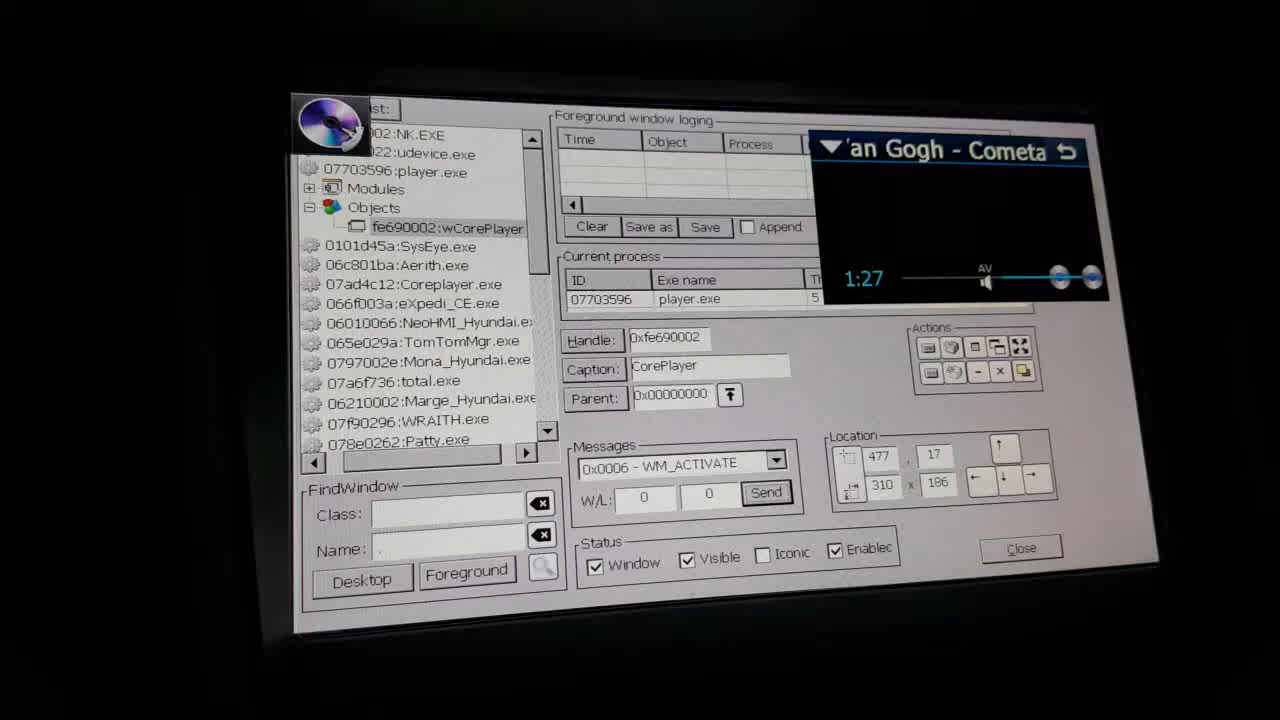 ist:
002:NK.EXE
022:udevice.exe
07703596:player.exe
Modules
Objects
fe690002:wCorePlayer
0101d45a:SysEye.exe
06c801ba:Aerith.exe
07ad4c12:Coreplayer.exe
066f003a:eXpedi_CE.exe
06010066:NeoHMI_Hyundai.ex
065e029a:TomTomMgr.exe
0797002e:Mona_Hyundai.exe
07a6f736:total.exe
06210002:Marge_Hyundai.exe
07f90296:WRAITH.exe
078e0262:Patty.exe
FindWindow
Class:
Name: .
Desktop Foreground
Foreground window loging
Time Object Process
Clear Save as Save Append
Current process
ID Exe name Th
07703596 player.exe 5
Handle: 0xfe690002
Caption: CorePlayer
Parent: 0x00000000
Messages
0x0006 - WM_ACTIVATE
W/L: 0 0 Send
Status
Window Visible Iconic Enablec
'an Gogh - Cometa
1:27 AV
Actions
Location
477 , 17
310 x 186
Close